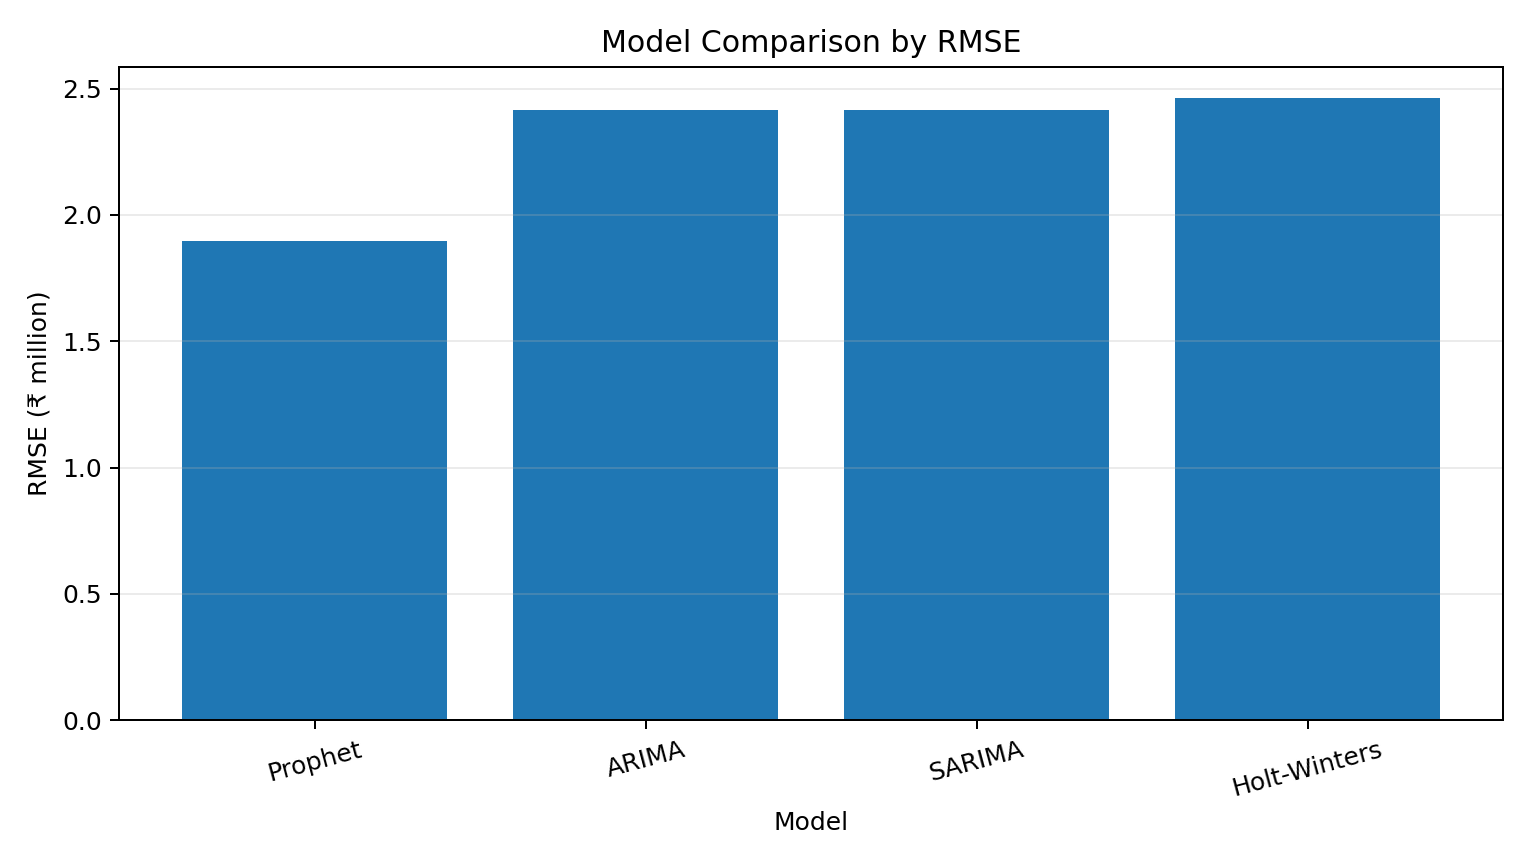 Model Comparison by RMSE
RMSE (₹ million)
2.5
2.0
1.5
1.0
0.5
0.0
Prophet
ARIMA
SARIMA
Holt-Winters
Model